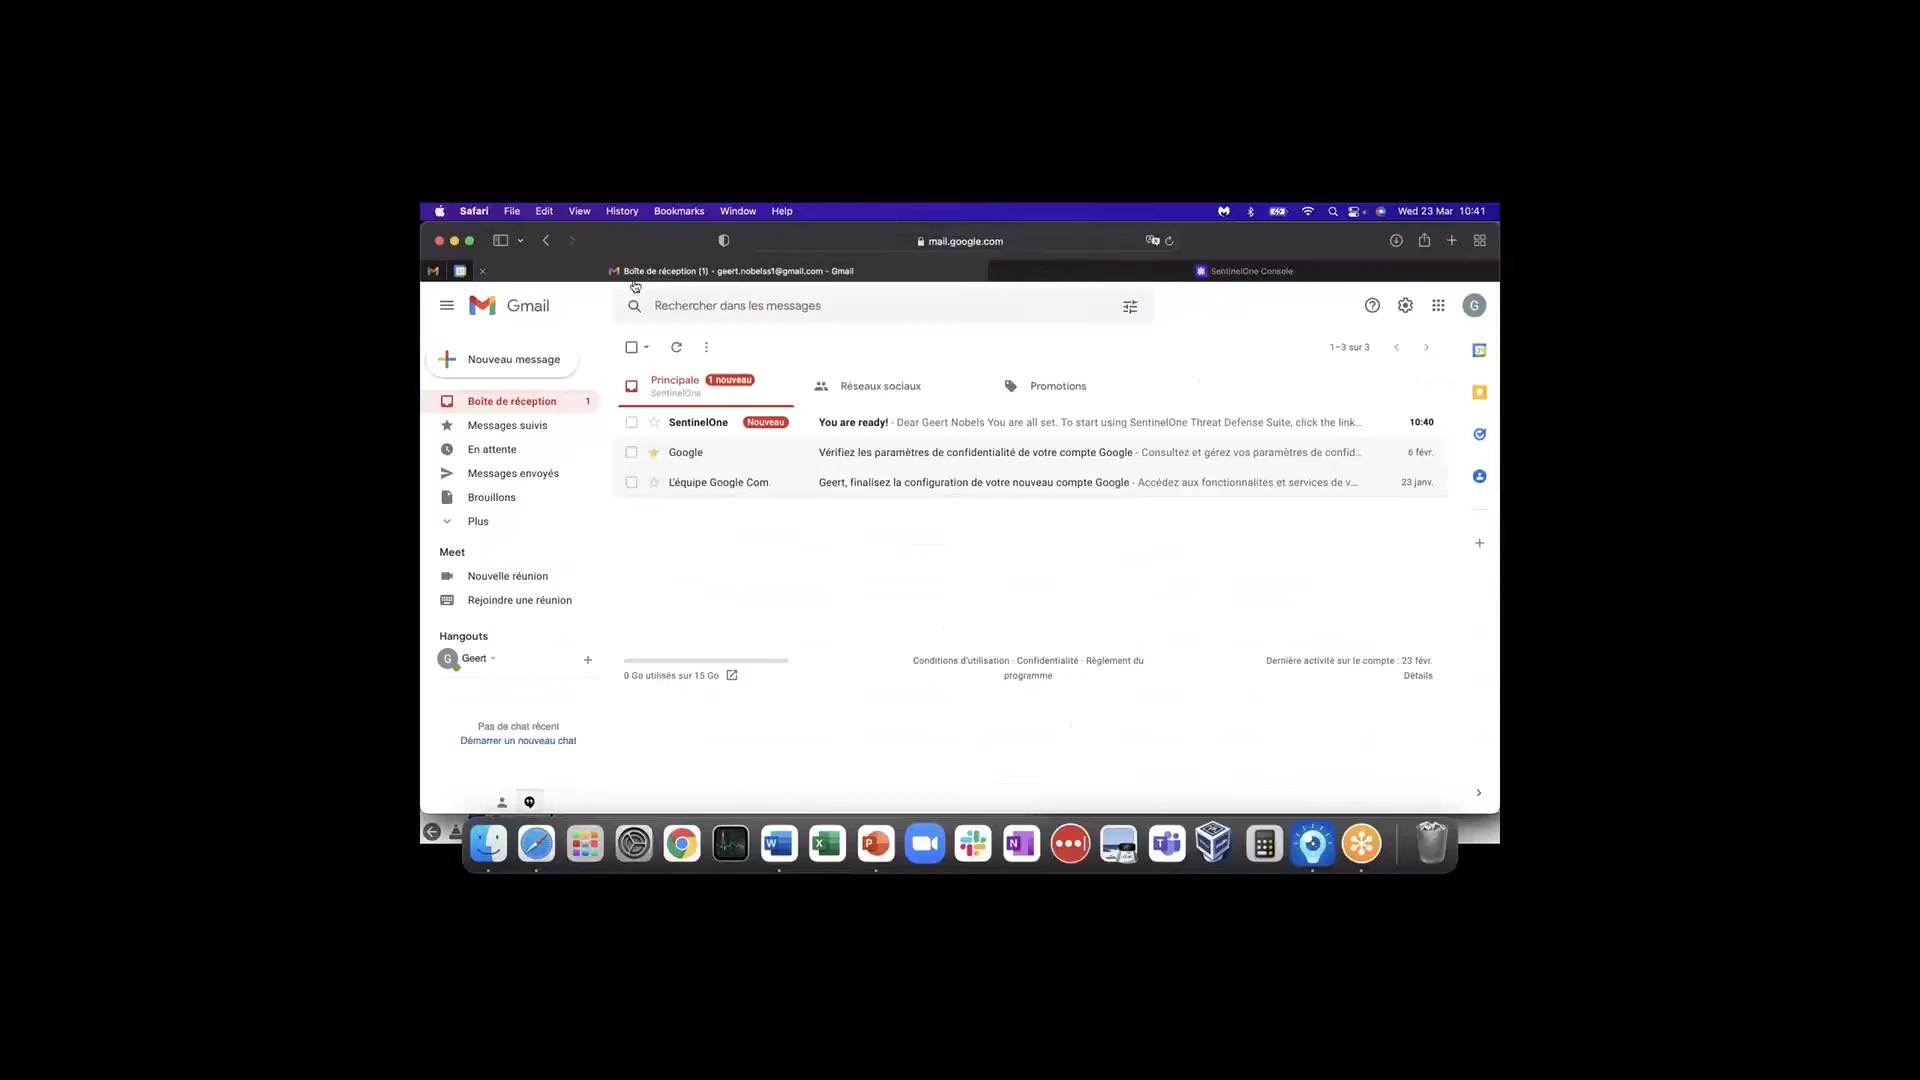 Safari File Edit View History Bookmarks Window Help Wed 23 Mar 10:41
mail.google.com
Boîte de réception (1) - geert.nobelss1@gmail.com - Gmail SentinelOne Console
Gmail Rechercher dans les messages G
Nouveau message
1–3 sur 3
Principale 1 nouveau
SentinelOne
Réseaux sociaux
Promotions
Boîte de réception 1
Messages suivis
En attente
Messages envoyés
Brouillons
Plus
SentinelOne Nouveau You are ready! - Dear Geert Nobels You are all set. To start using SentinelOne Threat Defense Suite, click the link... 10:40
Google Vérifiez les paramètres de confidentialité de votre compte Google - Consultez et gérez vos paramètres de confid... 6 févr.
L'équipe Google Com. Geert, finalisez la configuration de votre nouveau compte Google - Accédez aux fonctionnalités et services de v... 23 janv.
Meet
Nouvelle réunion
Rejoindre une réunion
Hangouts
G Geert
Pas de chat récent
Démarrer un nouveau chat
0 Go utilisés sur 15 Go
Conditions d'utilisation · Confidentialité · Règlement du
programme
Dernière activité sur le compte : 23 févr.
Détails